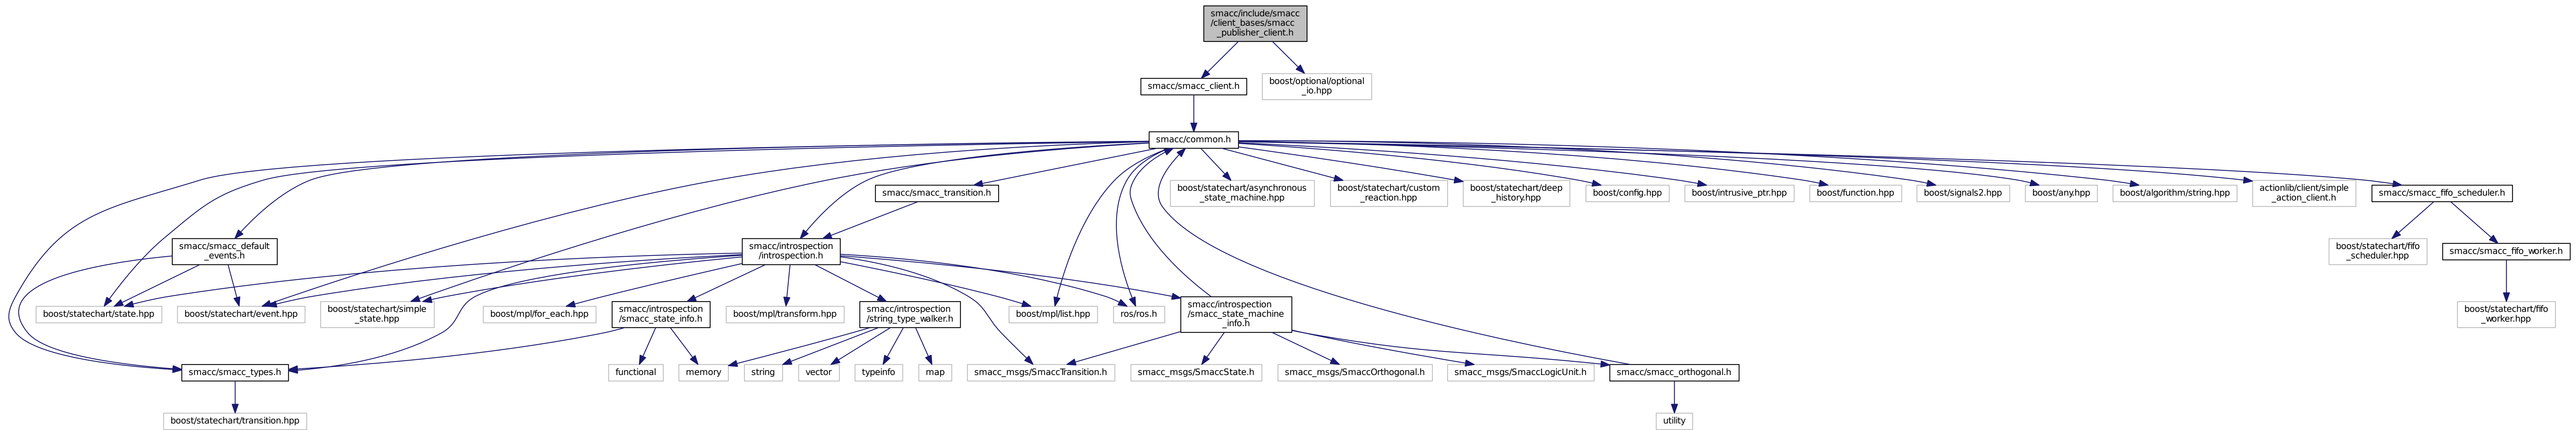 smacc/include/smacc
/client_bases/smacc
_publisher_client.h
smacc/smacc_client.h
boost/optional/optional
_io.hpp
smacc/common.h
smacc/smacc_transition.h
boost/statechart/asynchronous
_state_machine.hpp
boost/statechart/custom
_reaction.hpp
boost/statechart/deep
_history.hpp
boost/config.hpp
boost/intrusive_ptr.hpp
boost/function.hpp
boost/signals2.hpp
boost/any.hpp
boost/algorithm/string.hpp
actionlib/client/simple
_action_client.h
smacc/smacc_fifo_scheduler.h
smacc/smacc_default
_events.h
smacc/introspection
/introspection.h
boost/statechart/fifo
_scheduler.hpp
smacc/smacc_fifo_worker.h
boost/statechart/state.hpp
boost/statechart/event.hpp
boost/statechart/simple
_state.hpp
boost/mpl/for_each.hpp
smacc/introspection
/smacc_state_info.h
boost/mpl/transform.hpp
smacc/introspection
/string_type_walker.h
boost/mpl/list.hpp
ros/ros.h
smacc/introspection
/smacc_state_machine
_info.h
boost/statechart/fifo
_worker.hpp
smacc/smacc_types.h
functional
memory
string
vector
typeinfo
map
smacc_msgs/SmaccTransition.h
smacc_msgs/SmaccState.h
smacc_msgs/SmaccOrthogonal.h
smacc_msgs/SmaccLogicUnit.h
smacc/smacc_orthogonal.h
boost/statechart/transition.hpp
utility